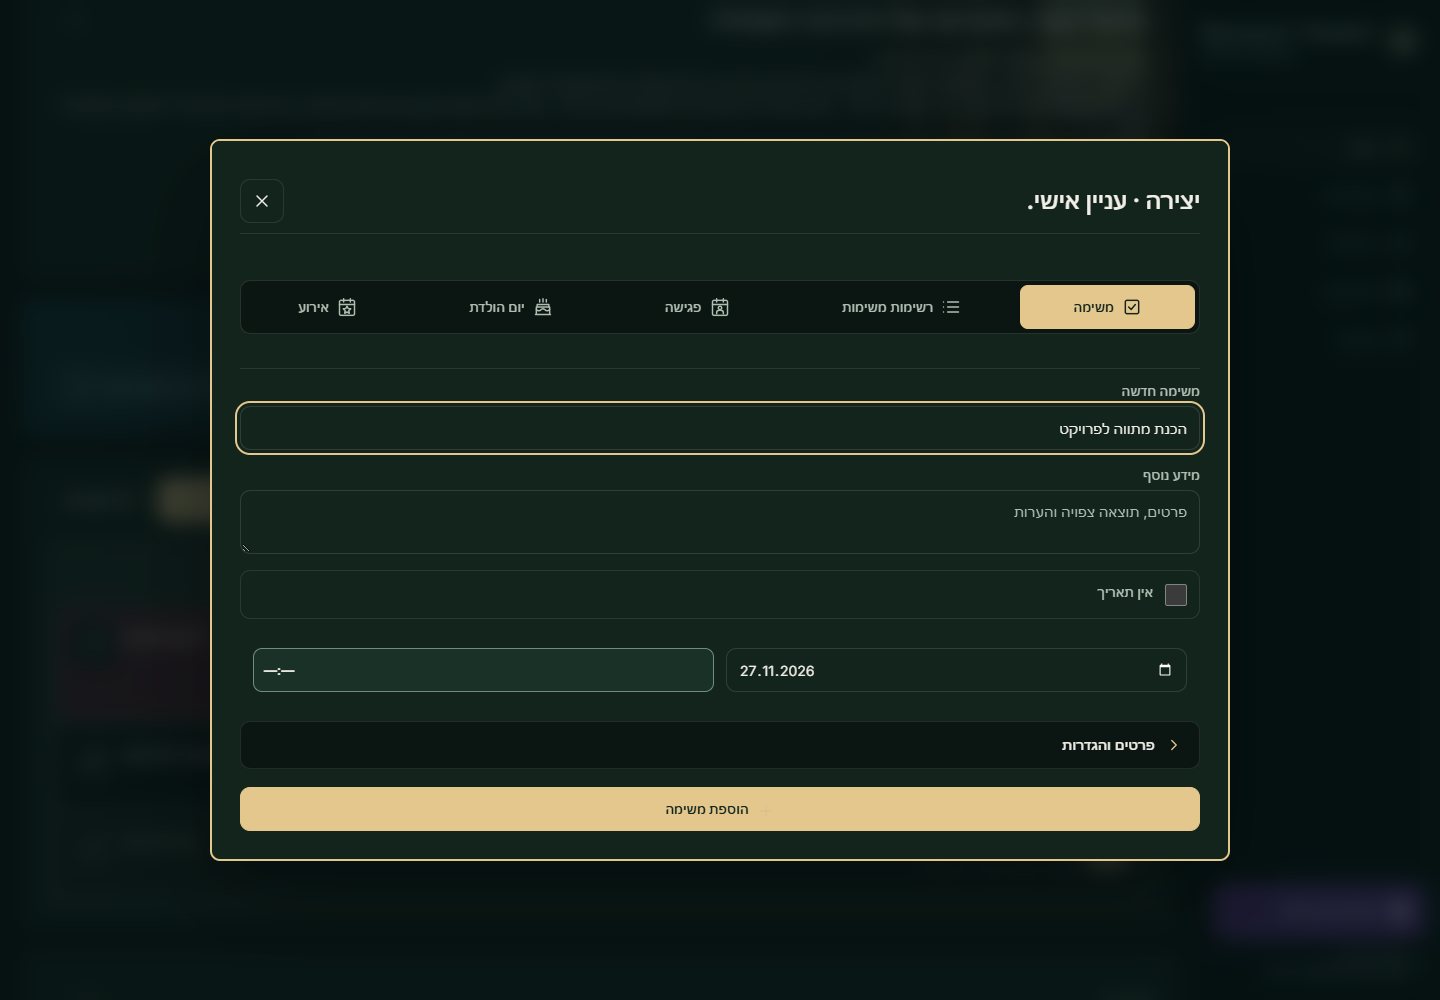 יצירה · עניין אישי.
משימה
רשימות משימות
פגישה
יום הולדת
אירוע
משימה חדשה
הכנת מתווה לפרויקט
מידע נוסף
פרטים, תוצאה צפויה והערות
אין תאריך
27.11.2026
—:—
פרטים והגדרות
הוספת משימה